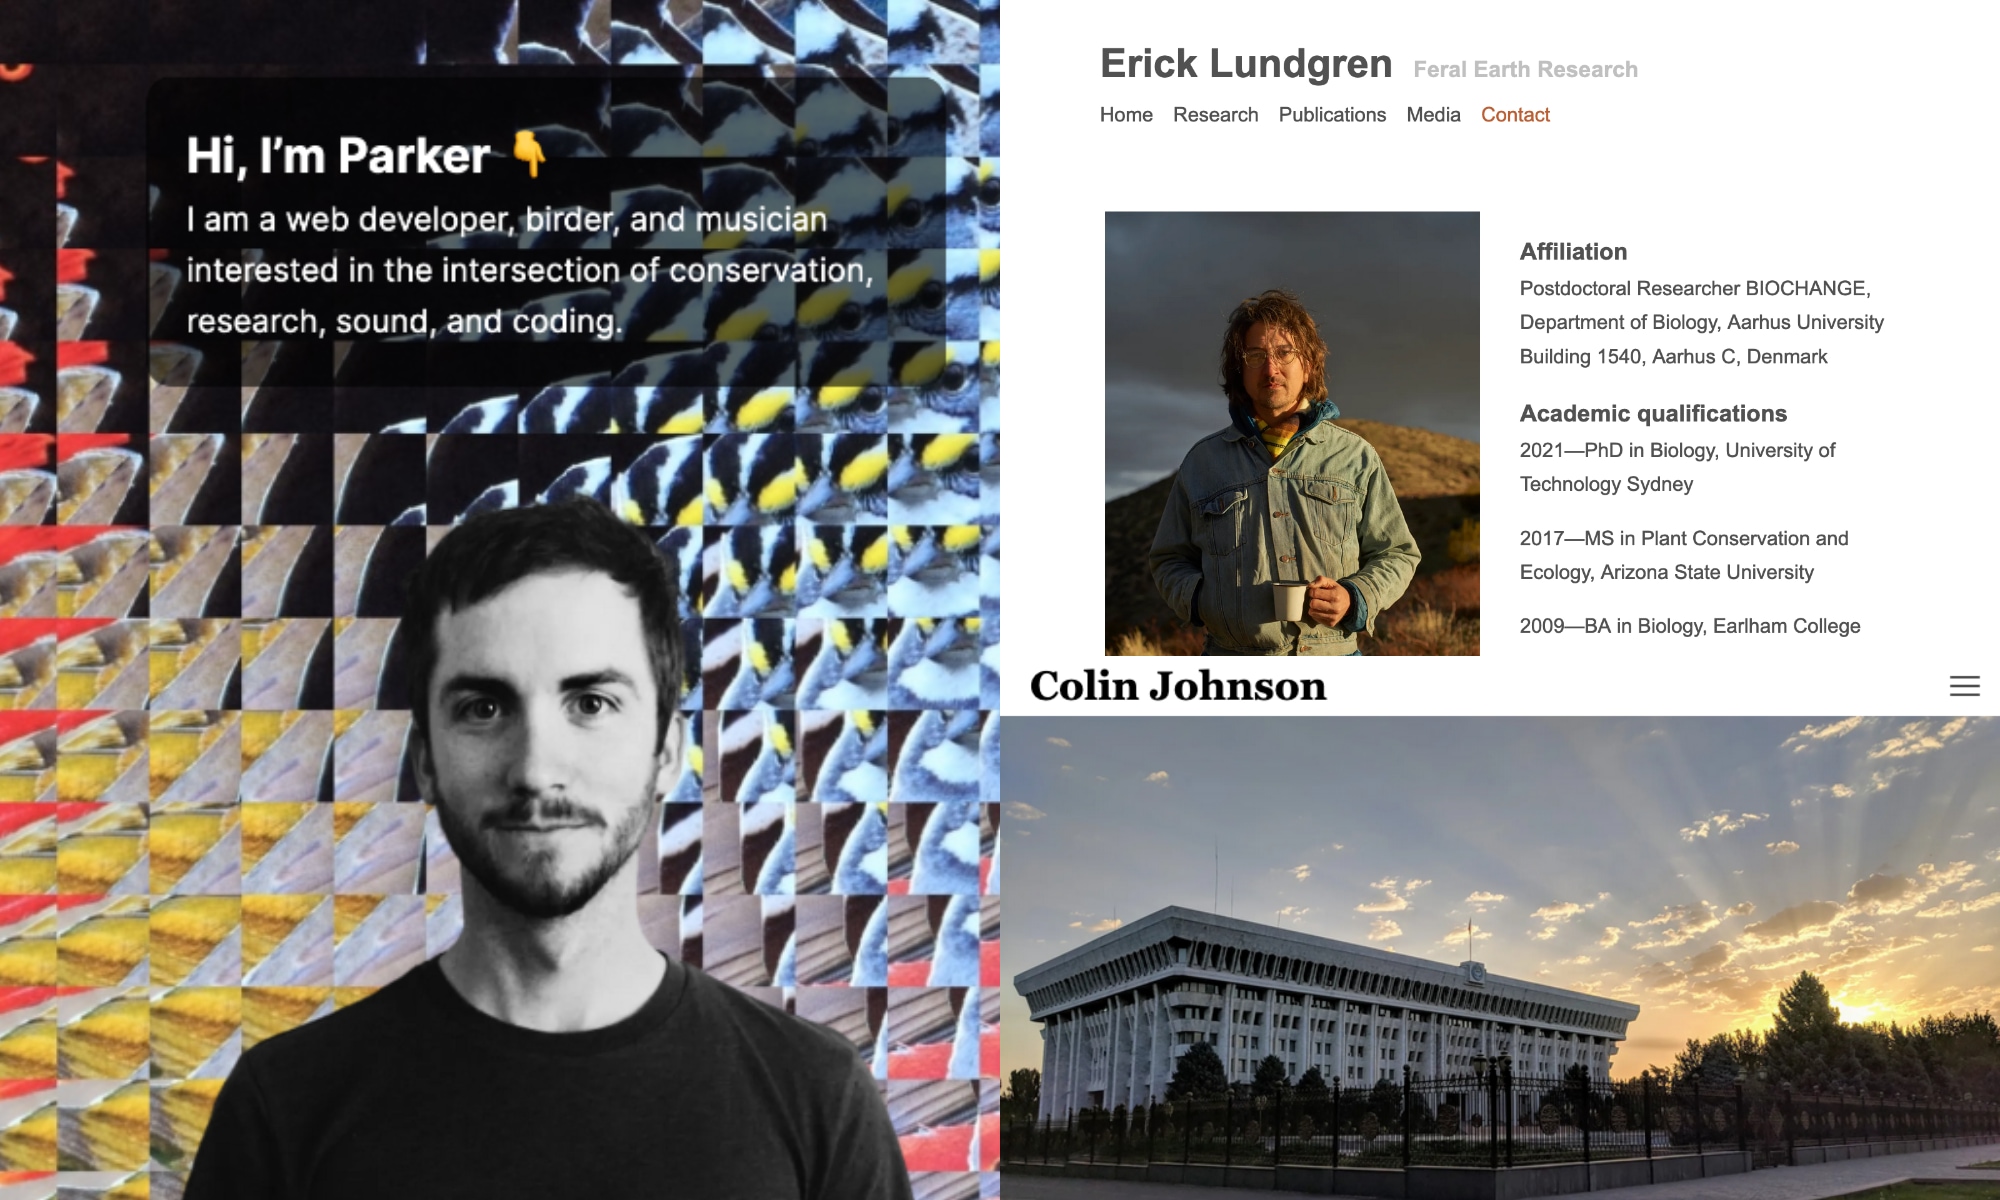 Hi, I'm Parker 👇
I am a web developer, birder, and musician
interested in the intersection of conservation,
research, sound, and coding.
Erick Lundgren Feral Earth Research
Home Research Publications Media Contact
Affiliation
Postdoctoral Researcher BIOCHANGE,
Department of Biology, Aarhus University
Building 1540, Aarhus C, Denmark
Academic qualifications
2021—PhD in Biology, University of
Technology Sydney
2017—MS in Plant Conservation and
Ecology, Arizona State University
2009—BA in Biology, Earlham College
Colin Johnson